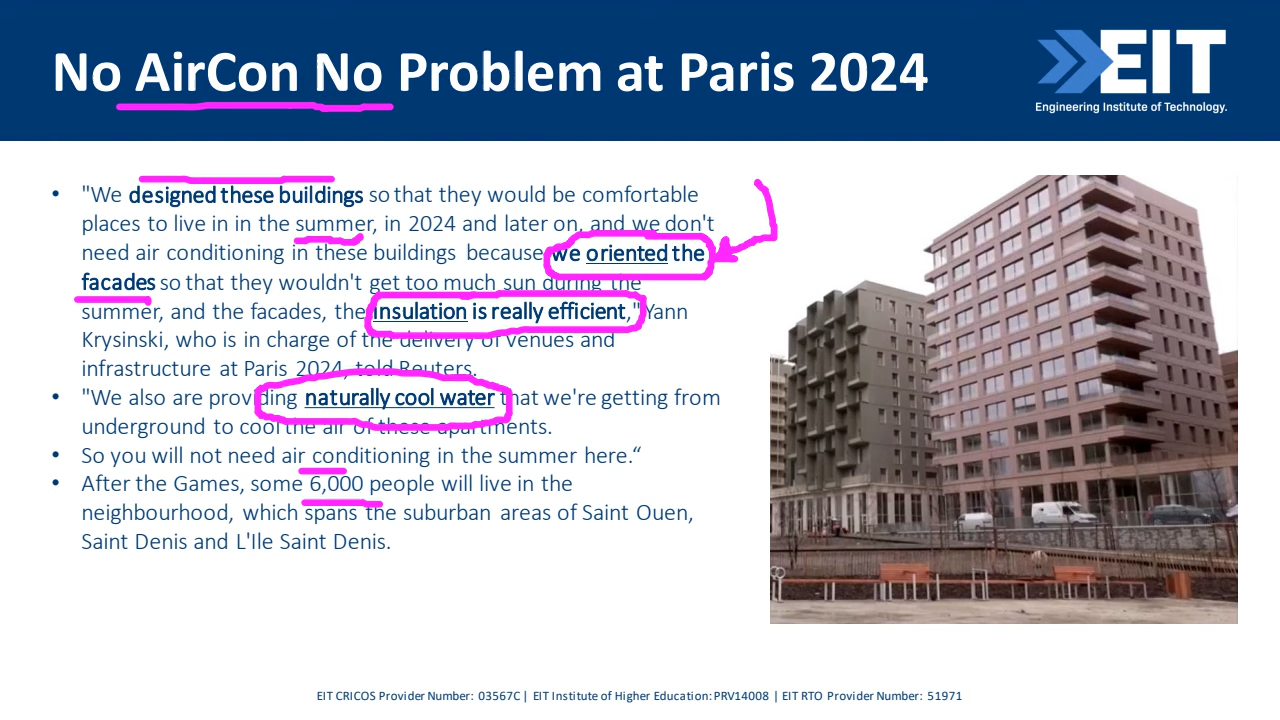 No AirCon No Problem at Paris 2024
EIT
Engineering Institute of Technology.
• "We designed these buildings so that they would be comfortable
places to live in in the summer, in 2024 and later on, and we don't
need air conditioning in these buildings because we oriented the
facades so that they wouldn't get too much sun during the
summer, and the facades, the insulation is really efficient," Yann
Krysinski, who is in charge of the delivery of venues and
infrastructure at Paris 2024, told Reuters.
• "We also are providing naturally cool water that we're getting from
underground to cool the air of these apartments.
• So you will not need air conditioning in the summer here.“
• After the Games, some 6,000 people will live in the
neighbourhood, which spans the suburban areas of Saint Ouen,
Saint Denis and L'Ile Saint Denis.
EIT CRICOS Provider Number: 03567C | EIT Institute of Higher Education: PRV14008 | EIT RTO Provider Number: 51971